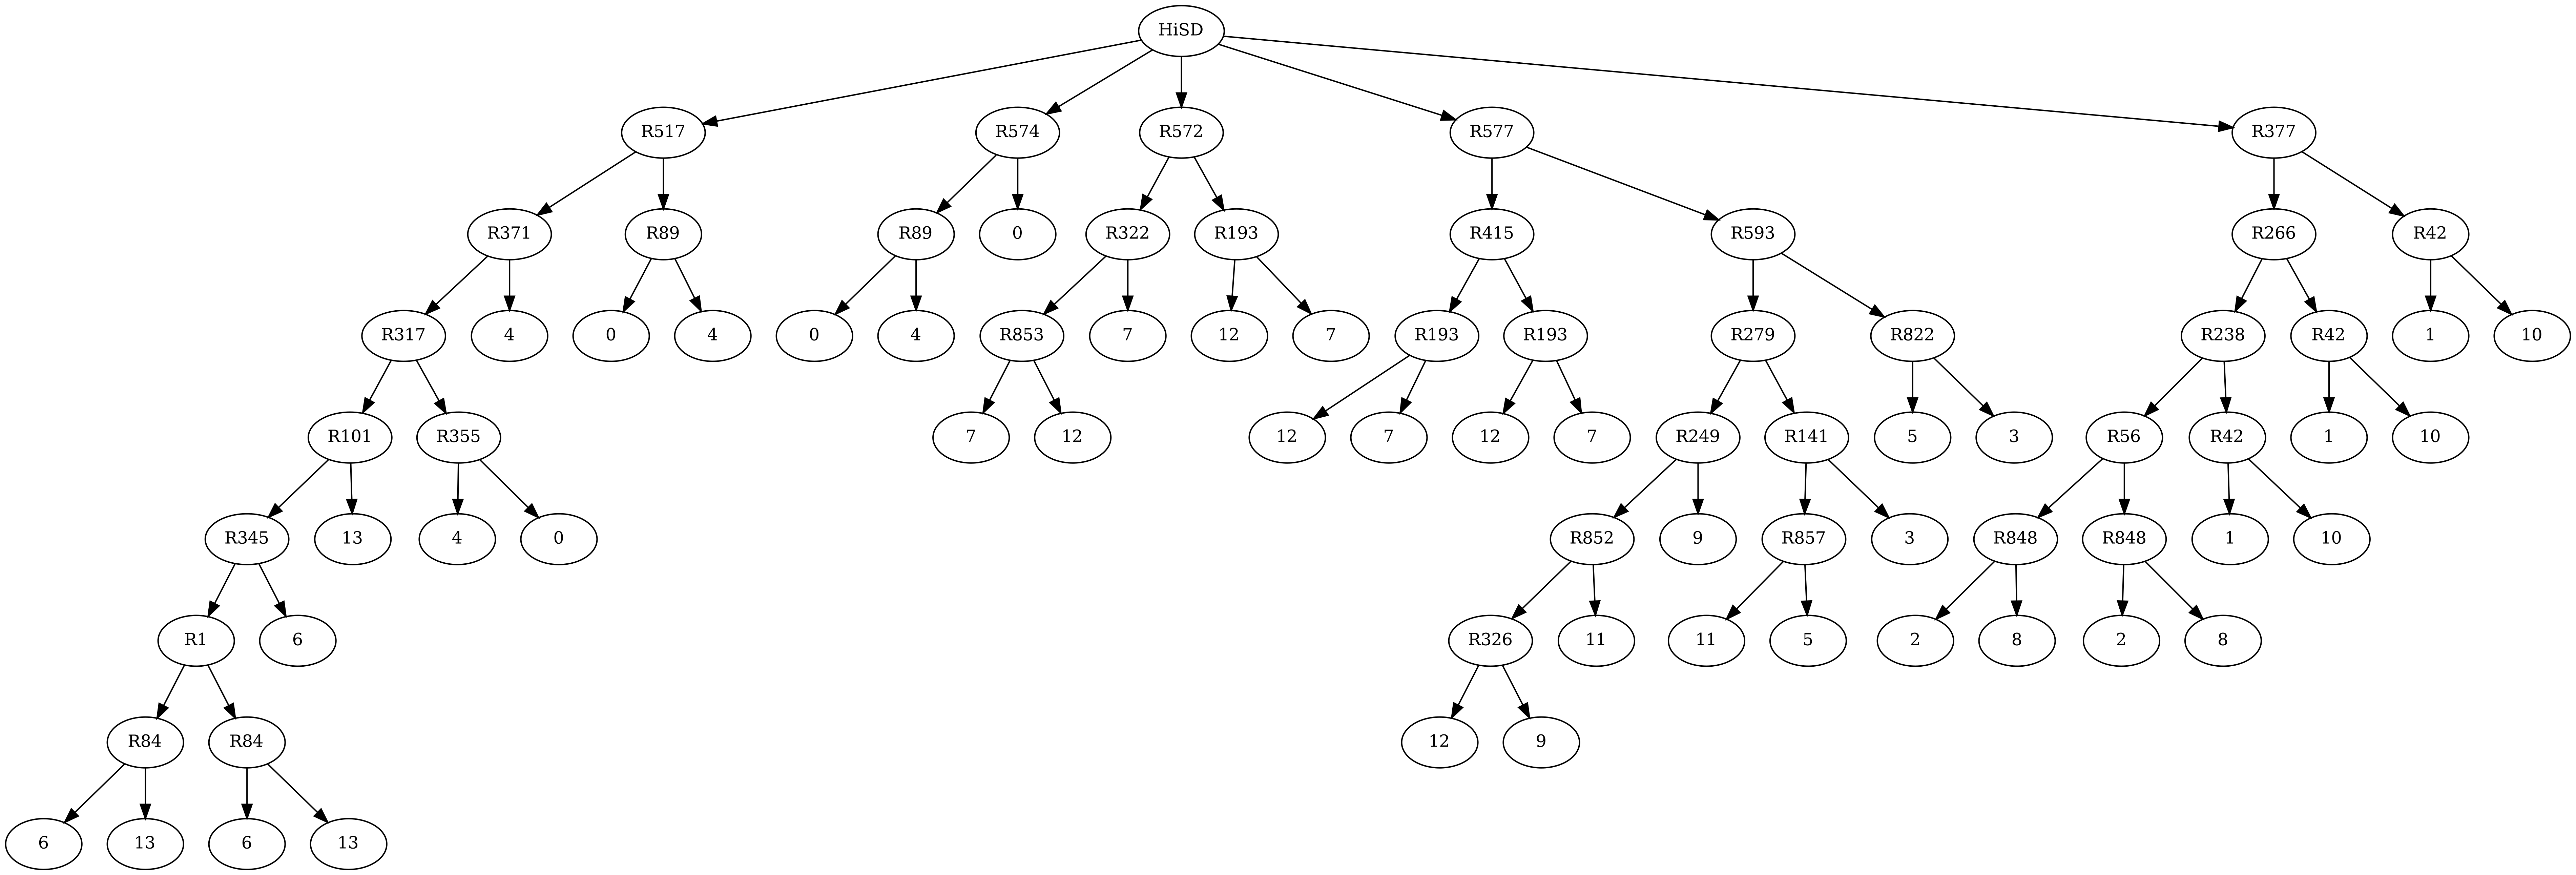 HiSD
R517 R574 R572 R577 R377
R371 R89 R89 0 R322 R193 R415 R593 R266 R42
R317 4 0 4 0 4 R853 7 12 7 R193 R193 R279 R822 R238 R42 1 10
R101 R355 7 12 12 7 12 7 R249 R141 5 3 R56 R42 1 10
R345 13 4 0 R852 9 R857 3 R848 R848 1 10
R1 6 R326 11 11 5 2 8 2 8
R84 R84 12 9
6 13 6 13